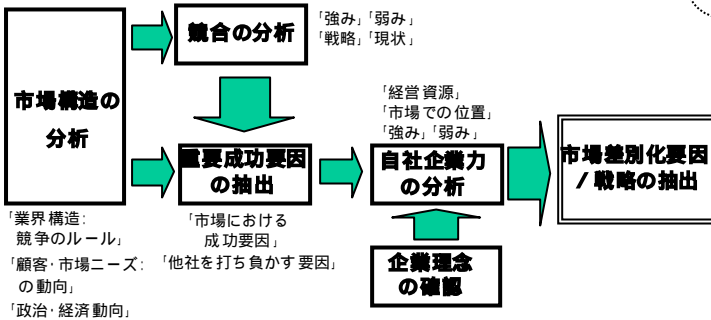 競合の分析
「強み」「弱み」
「戦略」「現状」
市場構造の
分析
「経営資源」
「市場での位置」
「強み」「弱み」
重要成功要因
の抽出
自社企業力
の分析
市場差別化要因
/戦略の抽出
「業界構造:
競争のルール」
「顧客・市場ニーズ:
の動向」
「政治・経済動向」
「市場における
成功要因」
「他社を打ち負かす要因」
企業理念
の確認